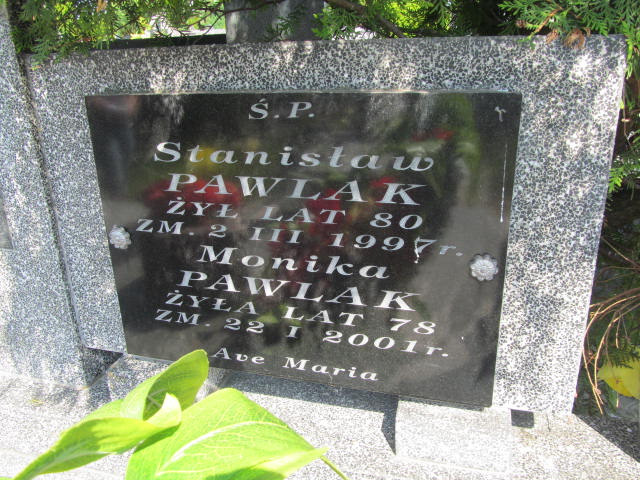 Ś.P.
Stanisław
PAWLAK
ŻYŁ LAT 80
ZM. 2 III 1997r.
Monika
PAWLAK
ŻYŁA LAT 78
ZM. 22 I 2001r.
Ave Maria